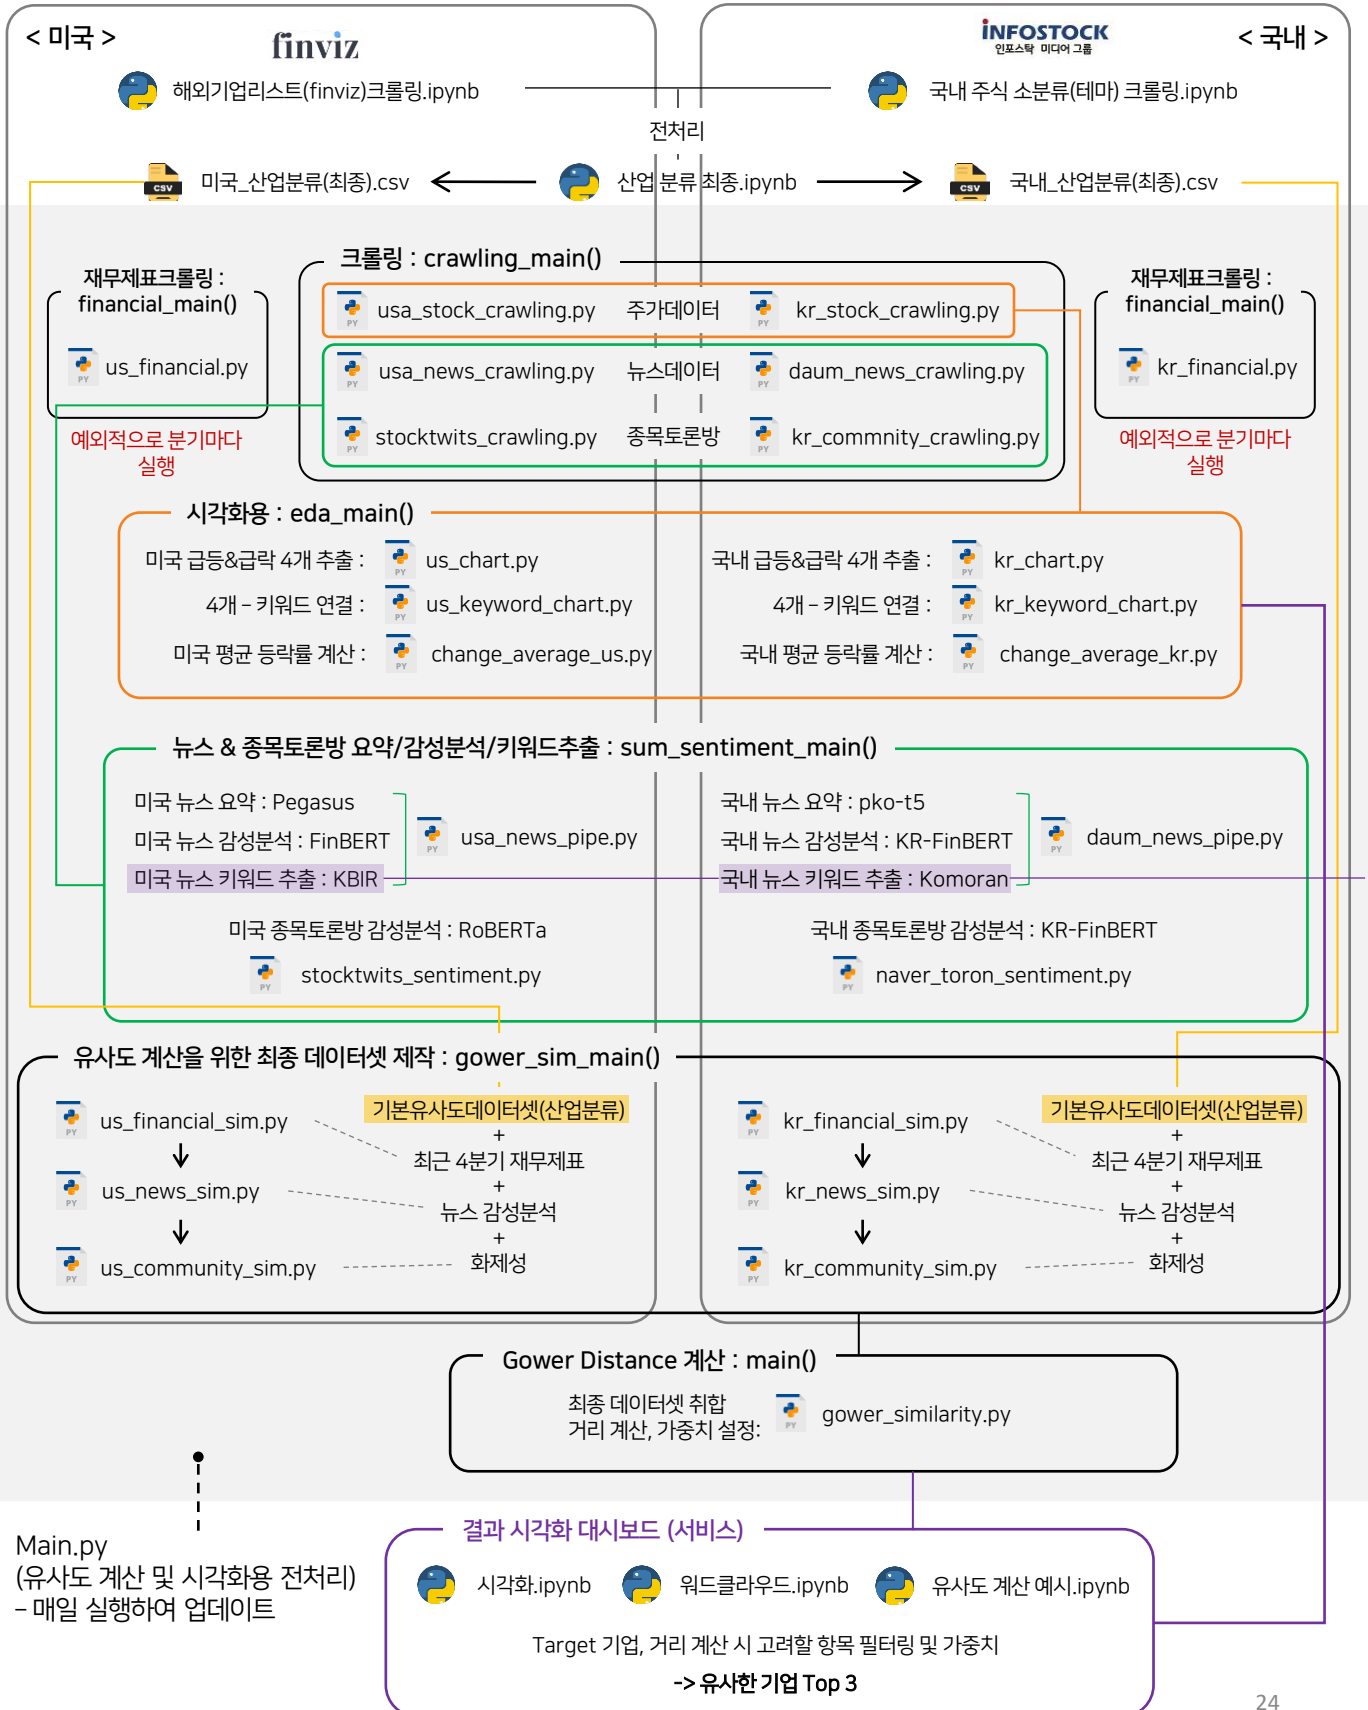 < 미국 >
finviz
INFOSTOCK
인포스탁 미디어 그룹
< 국내 >
해외기업리스트(finviz)크롤링.ipynb
국내 주식 소분류(테마) 크롤링.ipynb
전처리
CSV
미국_산업분류(최종).csv
산업 분류 최종.ipynb
CSV
국내_산업분류(최종).csv
크롤링 : crawling_main()
재무제표크롤링 :
financial_main()
PY
us_financial.py
예외적으로 분기마다
실행
PY
usa_stock_crawling.py
주가데이터
PY
kr_stock_crawling.py
PY
usa_news_crawling.py
뉴스데이터
PY
daum_news_crawling.py
PY
stocktwits_crawling.py
종목토론방
PY
kr_commnity_crawling.py
재무제표크롤링 :
financial_main()
PY
kr_financial.py
예외적으로 분기마다
실행
시각화용 : eda_main()
미국 급등&급락 4개 추출 :
PY
us_chart.py
국내 급등&급락 4개 추출 :
PY
kr_chart.py
4개 – 키워드 연결 :
PY
us_keyword_chart.py
4개 – 키워드 연결 :
PY
kr_keyword_chart.py
미국 평균 등락률 계산 :
PY
change_average_us.py
국내 평균 등락률 계산 :
PY
change_average_kr.py
뉴스 & 종목토론방 요약/감성분석/키워드추출 : sum_sentiment_main()
미국 뉴스 요약 : Pegasus
미국 뉴스 감성분석 : FinBERT
미국 뉴스 키워드 추출 : KBIR
PY
usa_news_pipe.py
국내 뉴스 요약 : pko-t5
국내 뉴스 감성분석 : KR-FinBERT
국내 뉴스 키워드 추출 : Komoran
PY
daum_news_pipe.py
미국 종목토론방 감성분석 : RoBERTa
PY
stocktwits_sentiment.py
국내 종목토론방 감성분석 : KR-FinBERT
PY
naver_toron_sentiment.py
유사도 계산을 위한 최종 데이터셋 제작 : gower_sim_main()
PY
us_financial_sim.py
PY
us_news_sim.py
PY
us_community_sim.py
기본유사도데이터셋(산업분류)
+
최근 4분기 재무제표
+
뉴스 감성분석
+
화제성
PY
kr_financial_sim.py
PY
kr_news_sim.py
PY
kr_community_sim.py
기본유사도데이터셋(산업분류)
+
최근 4분기 재무제표
+
뉴스 감성분석
+
화제성
Gower Distance 계산 : main()
최종 데이터셋 취합
거리 계산, 가중치 설정:
PY
gower_similarity.py
Main.py
(유사도 계산 및 시각화용 전처리)
– 매일 실행하여 업데이트
결과 시각화 대시보드 (서비스)
시각화.ipynb
워드클라우드.ipynb
유사도 계산 예시.ipynb
Target 기업, 거리 계산 시 고려할 항목 필터링 및 가중치
-> 유사한 기업 Top 3
24